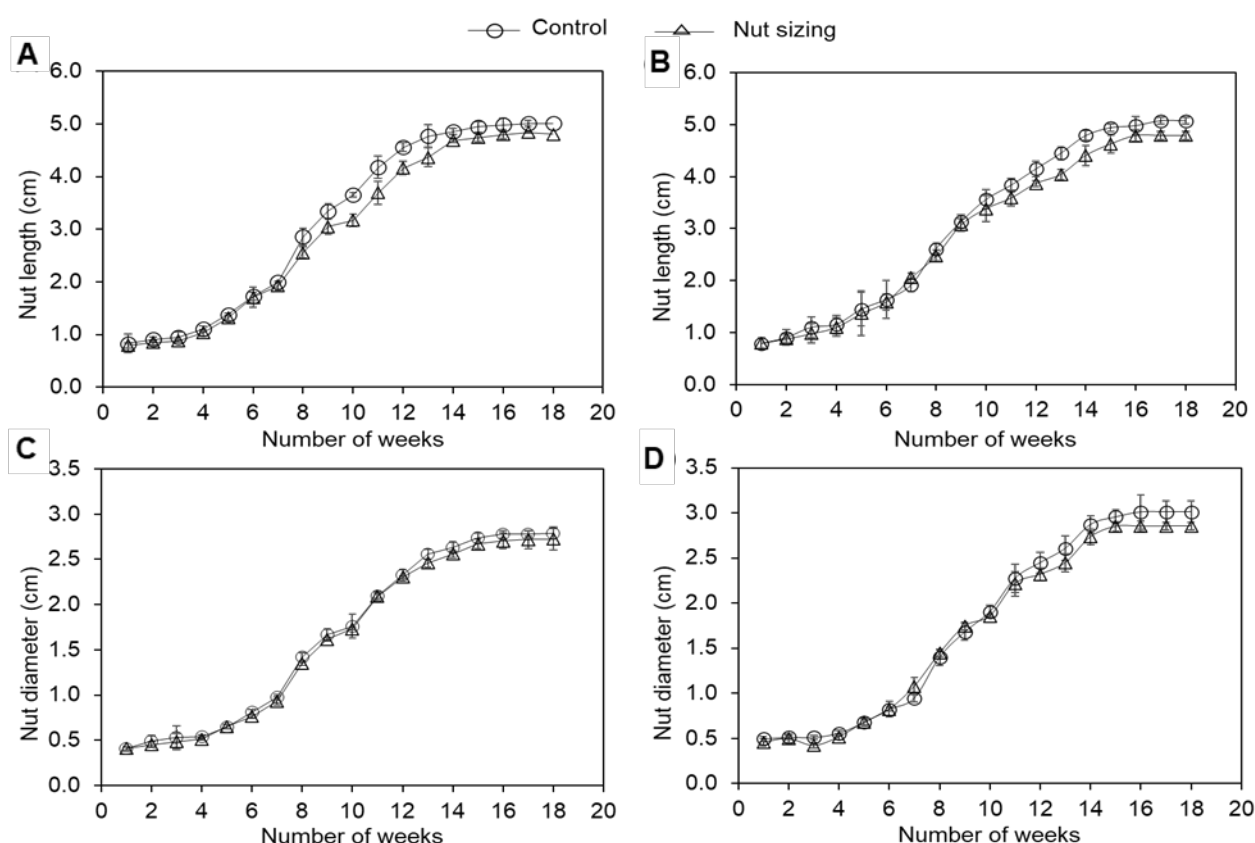 Control Nut sizing
A
6.0
5.0
4.0
3.0
2.0
1.0
0.0
Nut length (cm)
0 2 4 6 8 10 12 14 16 18 20
Number of weeks
B
6.0
5.0
4.0
3.0
2.0
1.0
0.0
Nut length (cm)
0 2 4 6 8 10 12 14 16 18 20
Number of weeks
C
3.5
3.0
2.5
2.0
1.5
1.0
0.5
0.0
Nut diameter (cm)
0 2 4 6 8 10 12 14 16 18 20
Number of weeks
D
3.5
3.0
2.5
2.0
1.5
1.0
0.5
0.0
Nut diameter (cm)
0 2 4 6 8 10 12 14 16 18 20
Number of weeks